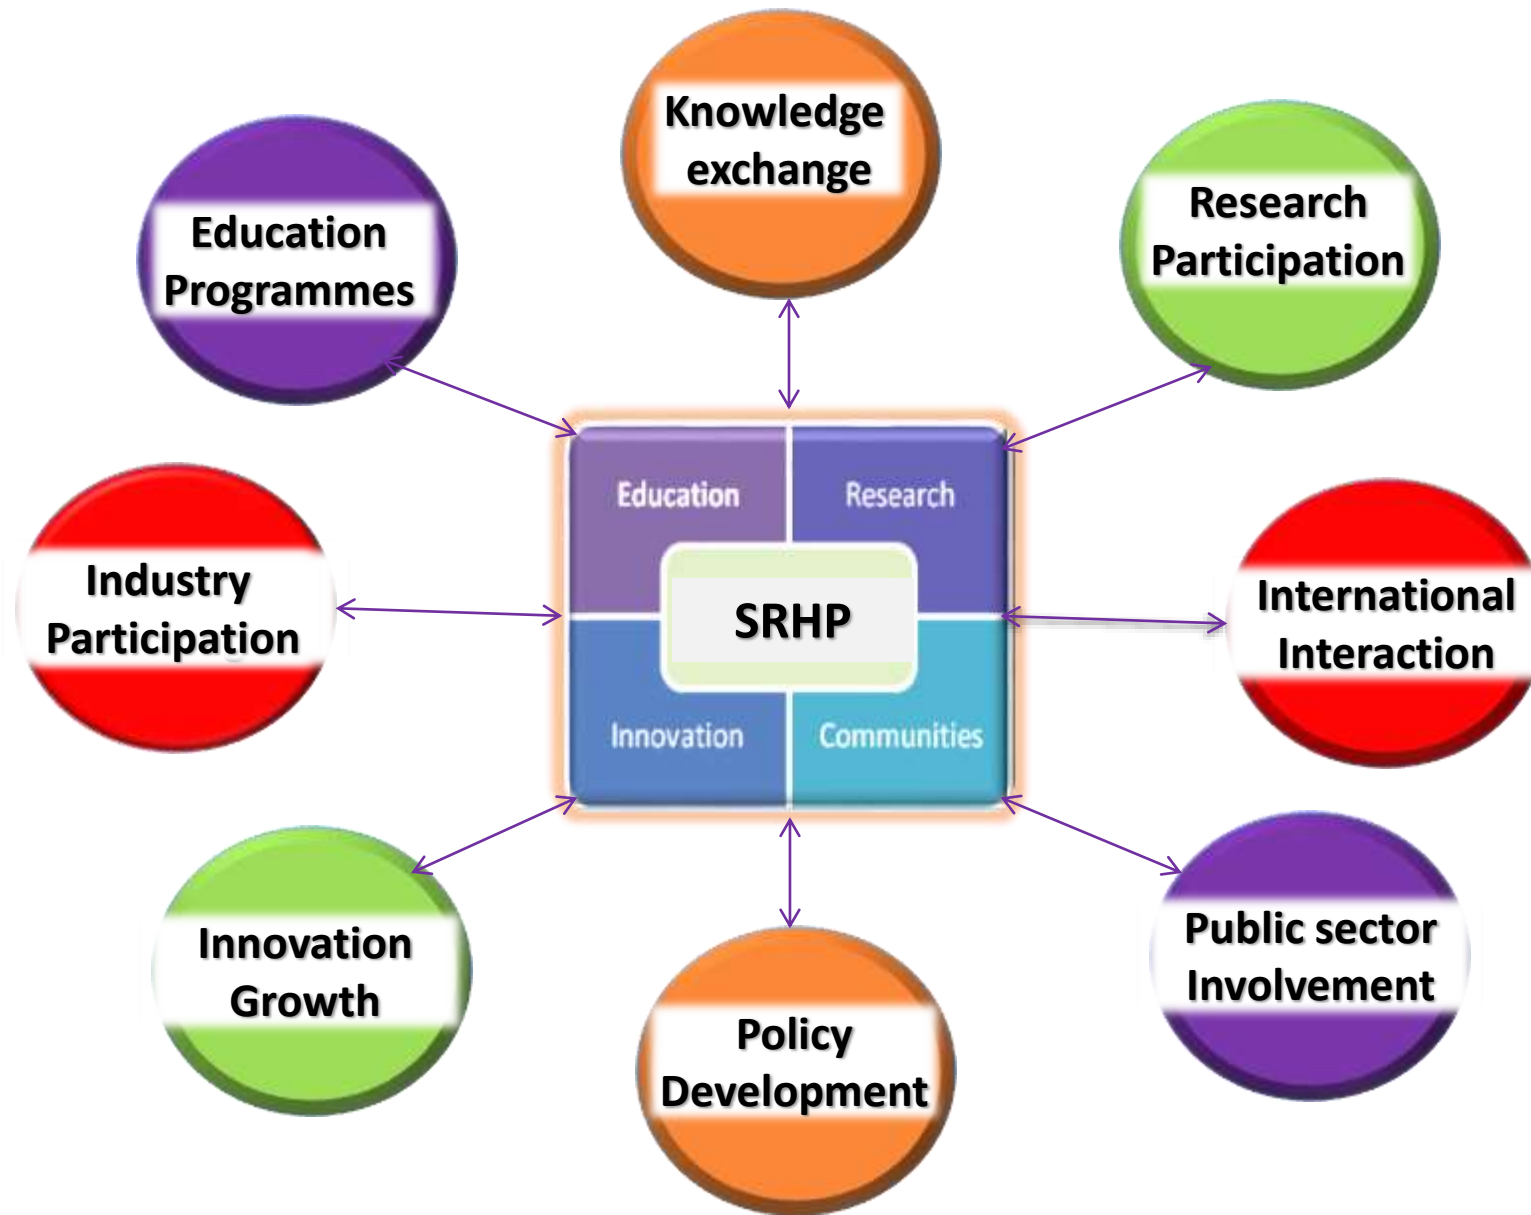 Knowledge
exchange
Education
Programmes
Research
Participation
Education
Research
Industry
Participation
SRHP
International
Interaction
Innovation
Communities
Innovation
Growth
Public sector
Involvement
Policy
Development